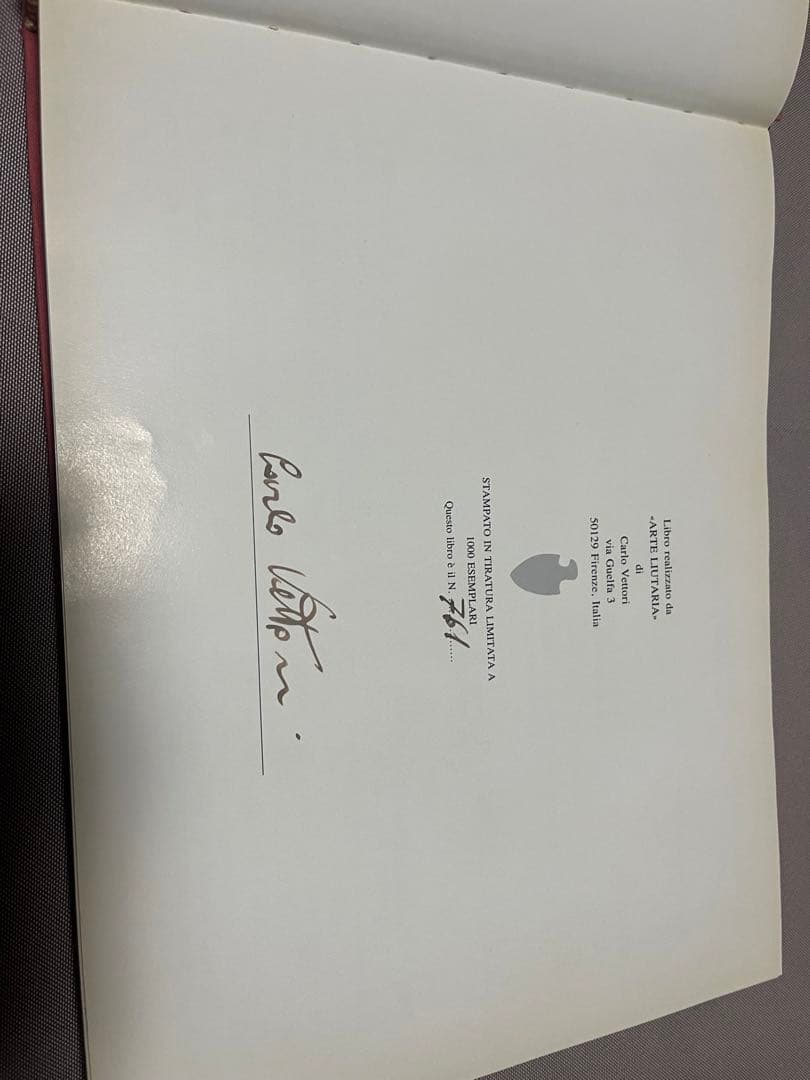 Libro realizzato da
«ARTE LIUTARIA»
di
Carlo Vettori
via Guelfa 3
50129 Firenze, Italia
STAMPATO IN TIRATURA LIMITATA A
1000 ESEMPLARI
Questo libro è il N. 761
Carlo Vettori